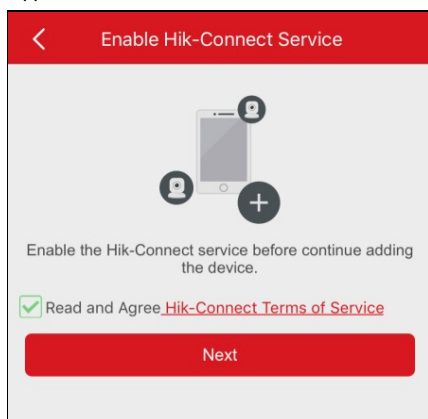 Enable Hik-Connect Service
Enable the Hik-Connect service before continue adding
the device.
Read and Agree Hik-Connect Terms of Service
Next